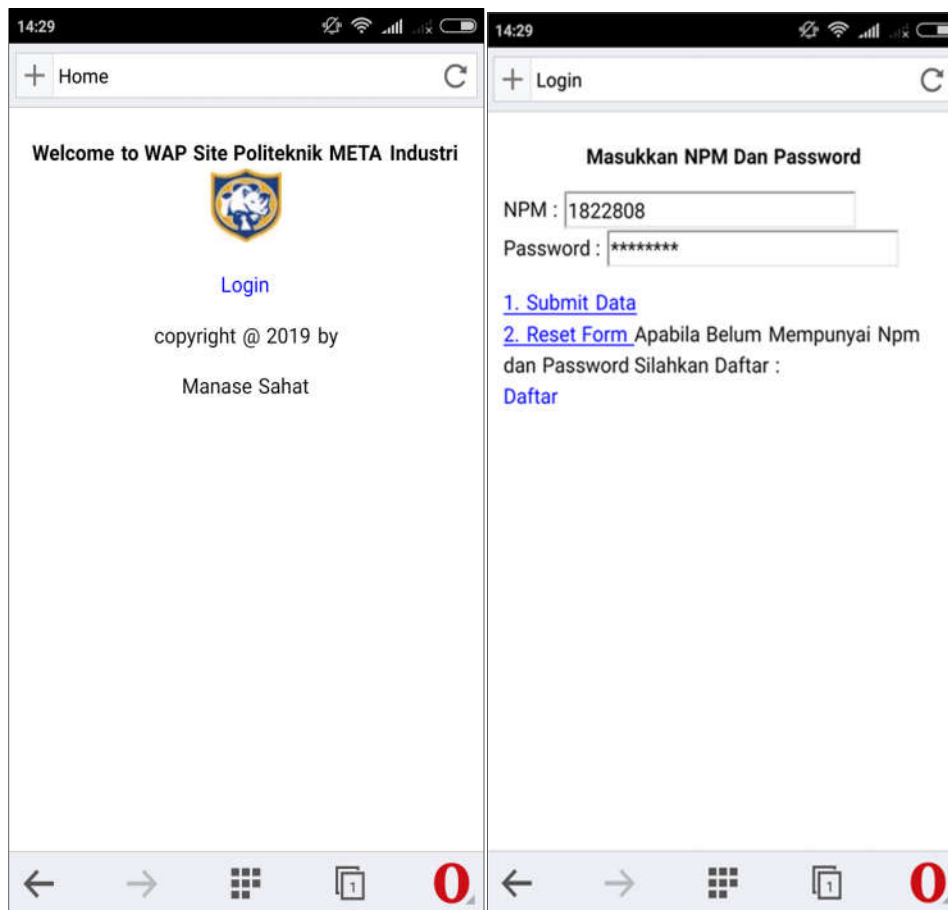 14:29
Home
Welcome to WAP Site Politeknik META Industri
Login
copyright @ 2019 by
Manase Sahat
1
14:29
Login
Masukkan NPM Dan Password
NPM : 1822808
Password : ********
1. Submit Data
2. Reset Form Apabila Belum Mempunyai Npm
dan Password Silahkan Daftar :
Daftar
1